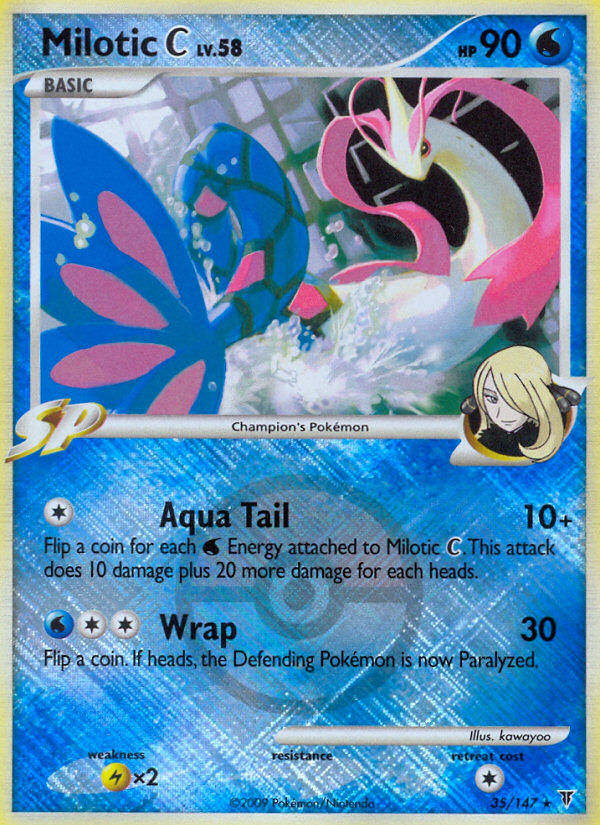 Milotic C LV.58 HP 90
BASIC
SP
Champion's Pokémon
Aqua Tail 10+
Flip a coin for each Energy attached to Milotic C. This attack
does 10 damage plus 20 more damage for each heads.
Wrap 30
Flip a coin. If heads, the Defending Pokémon is now Paralyzed.
Illus. kawayoo
weakness resistance retreat cost
×2
©2009 Pokémon/Nintendo 35/147 ★